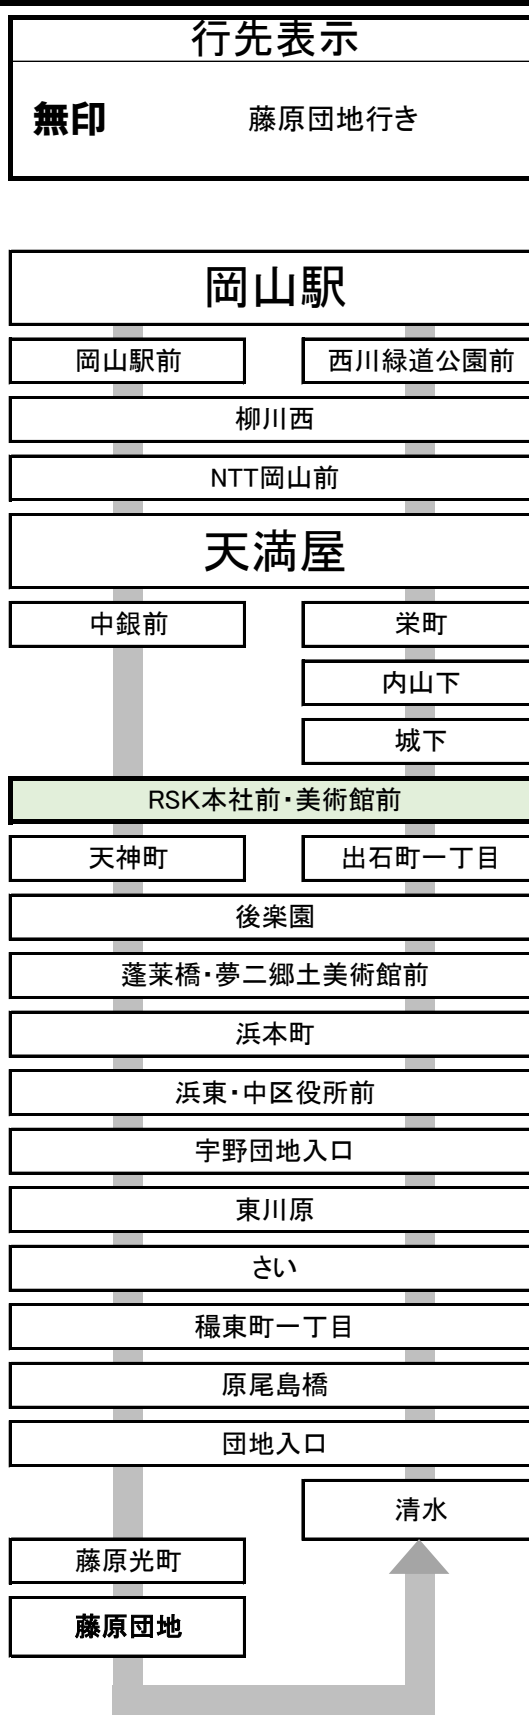 行先表示
無印 藤原団地行き
岡山駅
岡山駅前 西川緑道公園前
柳川西
NTT岡山前
天満屋
中銀前 栄町
内山下
城下
RSK本社前・美術館前
天神町 出石町一丁目
後楽園
蓬莱橋・夢二郷土美術館前
浜本町
浜東・中区役所前
宇野団地入口
東川原
さい
穝東町一丁目
原尾島橋
団地入口
清水
藤原光町
藤原団地